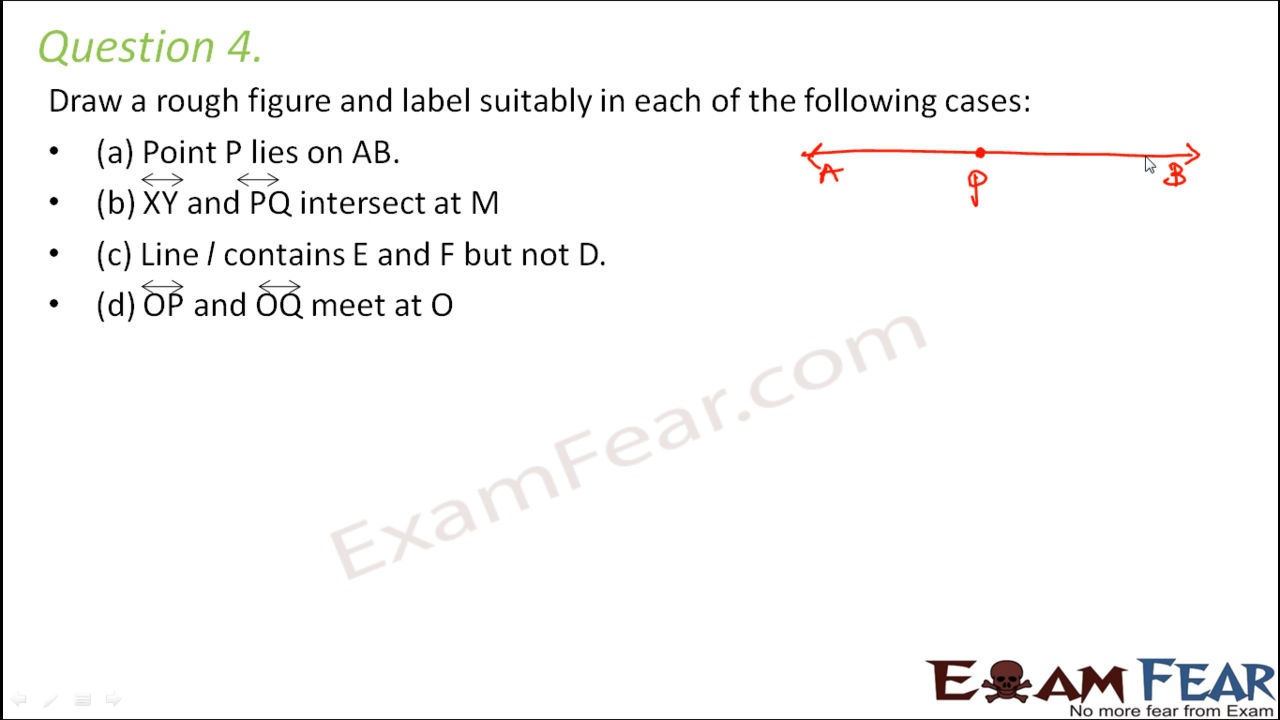 Question 4.
Draw a rough figure and label suitably in each of the following cases:
• (a) Point P lies on AB.
A P B
• (b) XY and PQ intersect at M
• (c) Line l contains E and F but not D.
• (d) OP and OQ meet at O
ExamFear.com
EXAMFEAR
No more fear from Exam